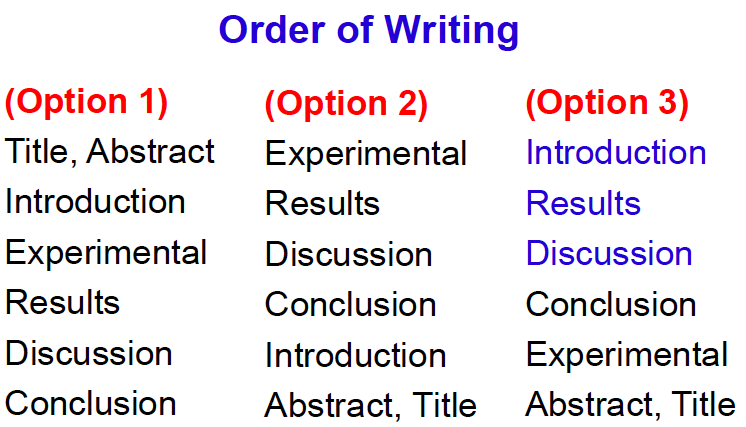 Order of Writing
(Option 1)
Title, Abstract
Introduction
Experimental
Results
Discussion
Conclusion
(Option 2)
Experimental
Results
Discussion
Conclusion
Introduction
Abstract, Title
(Option 3)
Introduction
Results
Discussion
Conclusion
Experimental
Abstract, Title